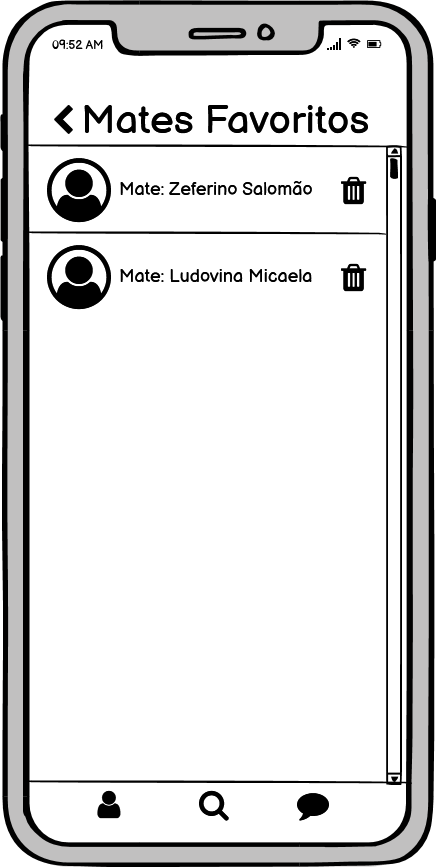 09:52 AM
Mates Favoritos
Mate: Zeferino Salomão
Mate: Ludovina Micaela